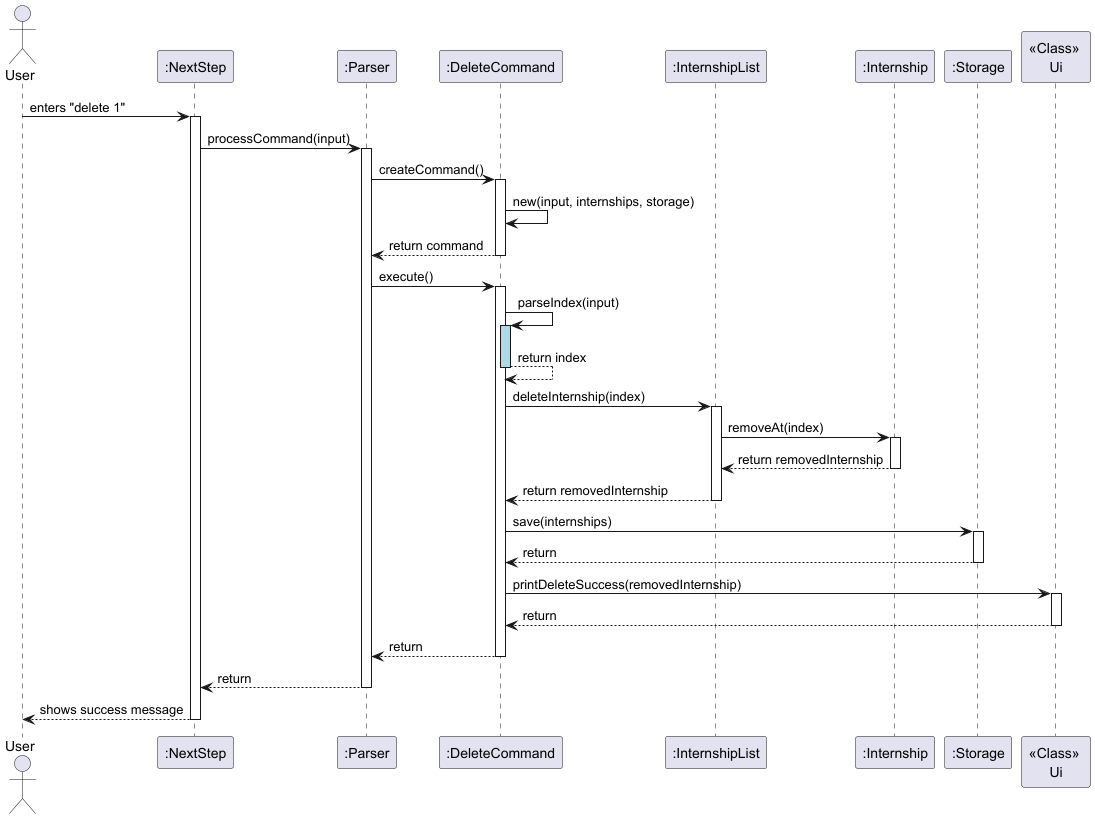 User
:NextStep
:Parser
:DeleteCommand
:InternshipList
:Internship
:Storage
«Class»
Ui
enters "delete 1"
processCommand(input)
createCommand()
new(input, internships, storage)
return command
execute()
parseIndex(input)
return index
deleteInternship(index)
removeAt(index)
return removedInternship
return removedInternship
save(internships)
return
printDeleteSuccess(removedInternship)
return
return
return
shows success message
User
:NextStep
:Parser
:DeleteCommand
:InternshipList
:Internship
:Storage
«Class»
Ui